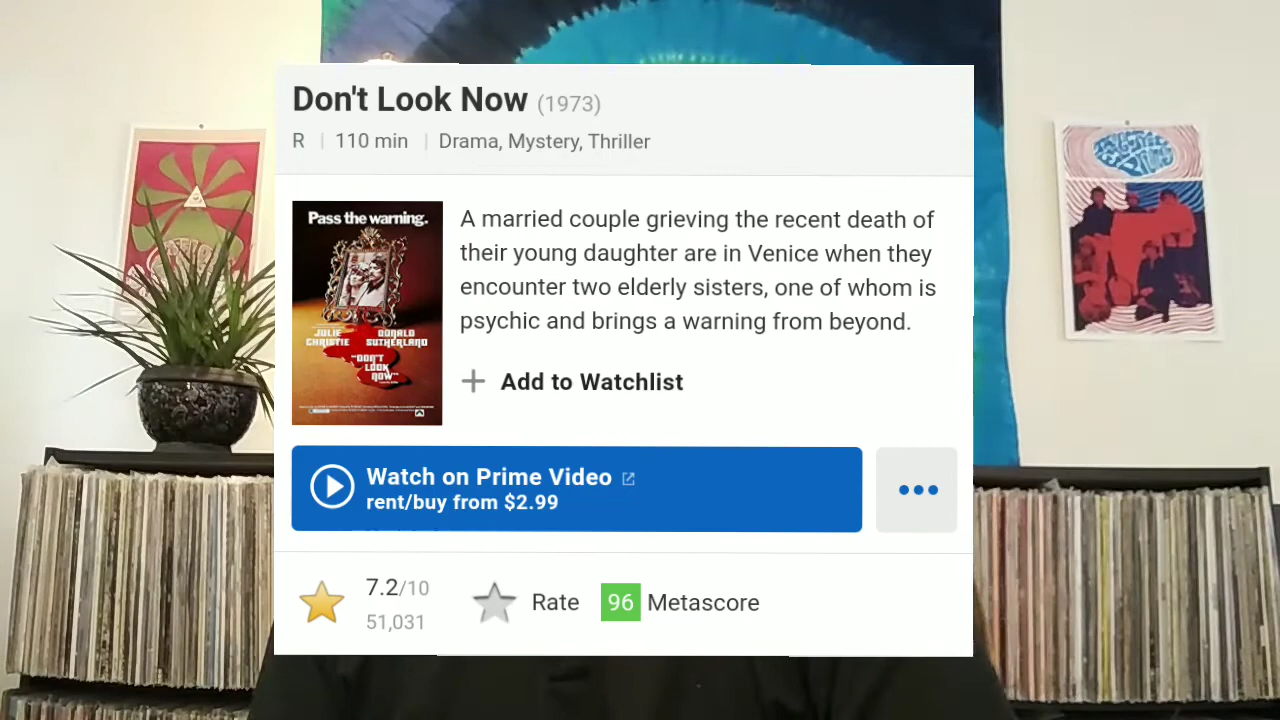 Don't Look Now (1973)
R | 110 min | Drama, Mystery, Thriller
Pass the warning.
JULIE CHRISTIE
DONALD SUTHERLAND
"DON'T
LOOK
NOW"
A married couple grieving the recent death of
their young daughter are in Venice when they
encounter two elderly sisters, one of whom is
psychic and brings a warning from beyond.
+ Add to Watchlist
Watch on Prime Video
rent/buy from $2.99
7.2/10
51,031
Rate
96 Metascore